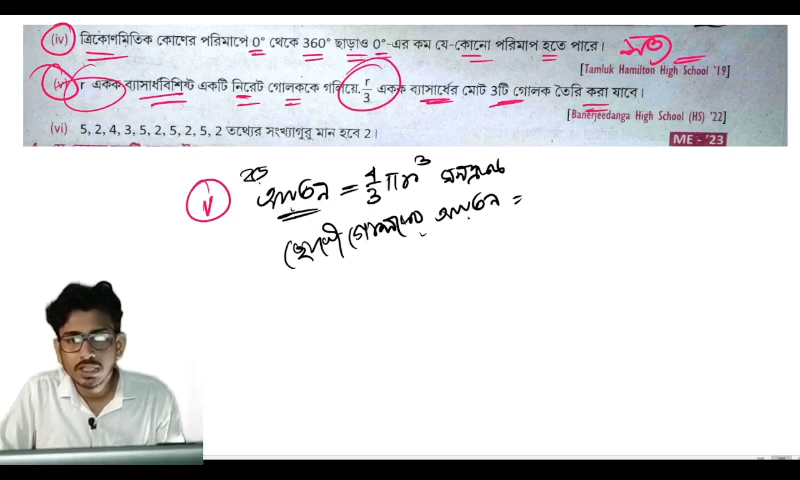 (iv) ত্রিকোণমিতিক কোণের পরিমাপে 0° থেকে 360° ছাড়াও 0°-এর কম যে-কোনো পরিমাপ হতে পারে। সত্য
[Tamluk Hamilton High School '19]
(v) r একক ব্যাসার্ধবিশিষ্ট একটি নিরেট গোলককে গলিয়ে r/3 একক ব্যাসার্ধের মোট 3টি গোলক তৈরি করা যাবে।
[Banerjeedanga High School (HS) '22]
(vi) 5, 2, 4, 3, 5, 2, 5, 2, 5, 2 তথ্যের সংখ্যাগুরু মান হবে 2।
ME - '23
v বড় আয়তন = 4/3 πr³ ঘনএকক
ছোটো গোলকের আয়তন =